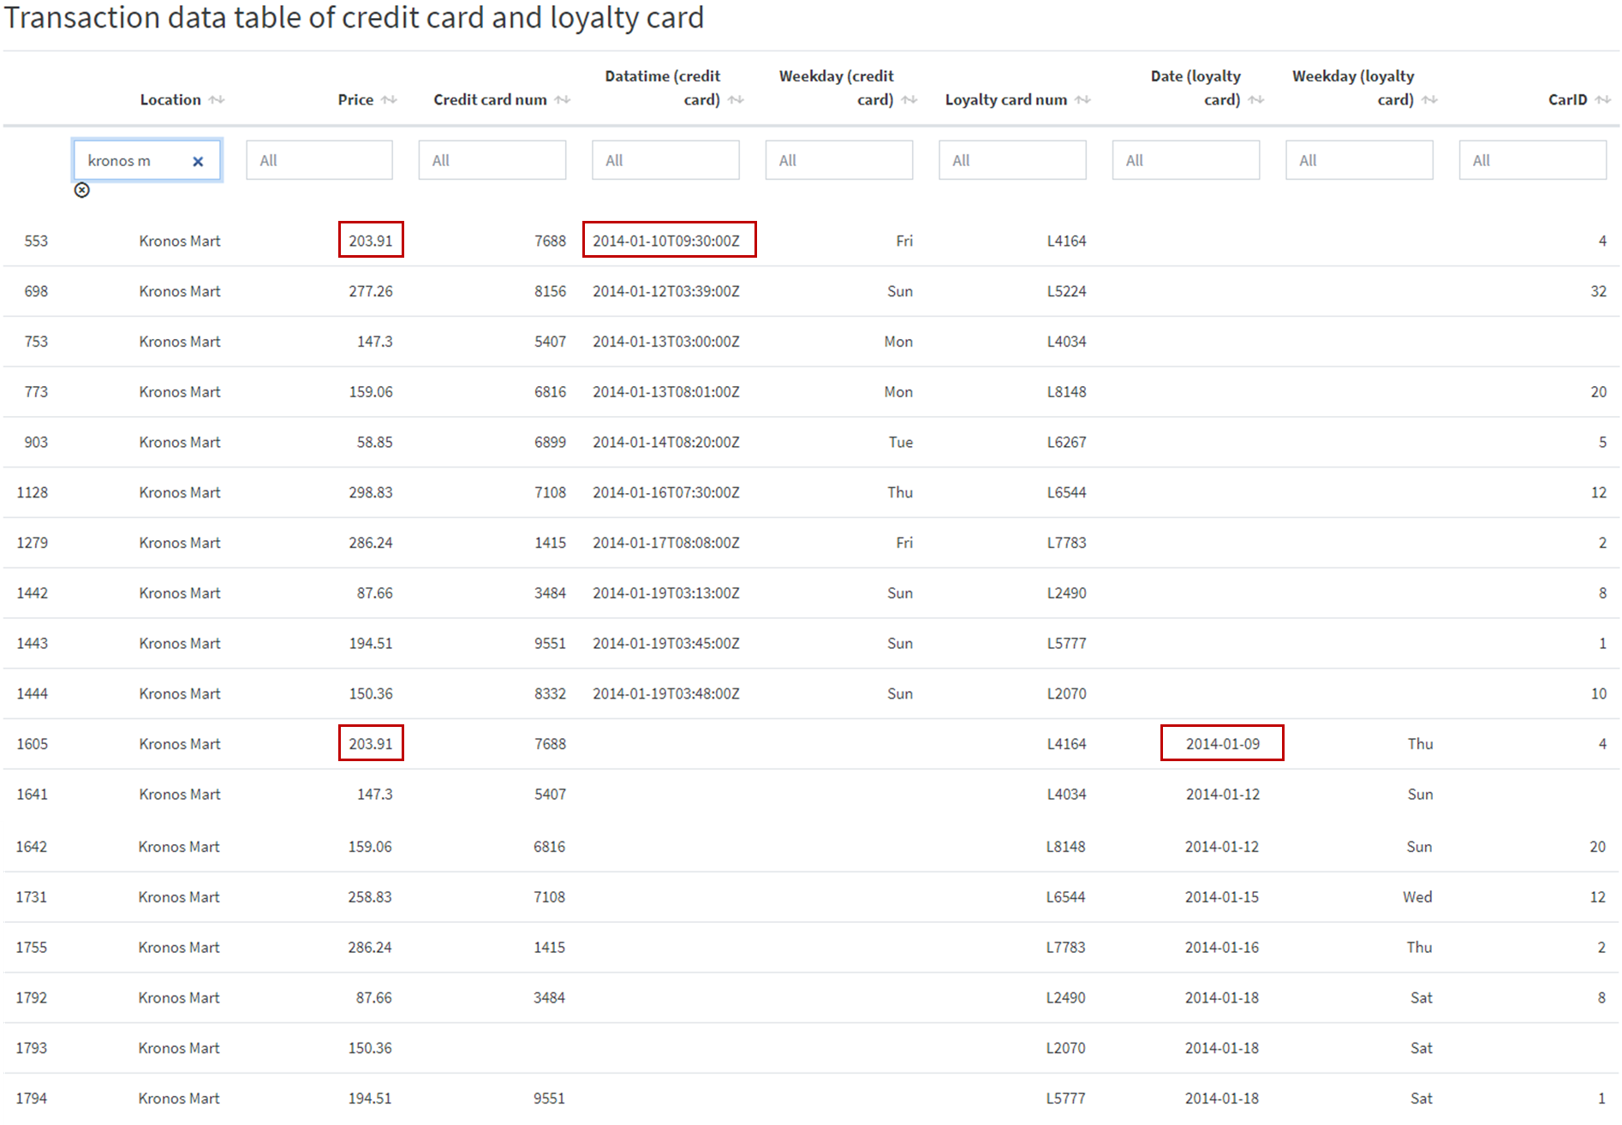 Transaction data table of credit card and loyalty card
Location Price Credit card num Datatime (credit card) Weekday (credit card) Loyalty card num Date (loyalty card) Weekday (loyalty card) CarID
kronos m All All All All All All All All
553 Kronos Mart 203.91 7688 2014-01-10T09:30:00Z Fri L4164 4
698 Kronos Mart 277.26 8156 2014-01-12T03:39:00Z Sun L5224 32
753 Kronos Mart 147.3 5407 2014-01-13T03:00:00Z Mon L4034
773 Kronos Mart 159.06 6816 2014-01-13T08:01:00Z Mon L8148 20
903 Kronos Mart 58.85 6899 2014-01-14T08:20:00Z Tue L6267 5
1128 Kronos Mart 298.83 7108 2014-01-16T07:30:00Z Thu L6544 12
1279 Kronos Mart 286.24 1415 2014-01-17T08:08:00Z Fri L7783 2
1442 Kronos Mart 87.66 3484 2014-01-19T03:13:00Z Sun L2490 8
1443 Kronos Mart 194.51 9551 2014-01-19T03:45:00Z Sun L5777 1
1444 Kronos Mart 150.36 8332 2014-01-19T03:48:00Z Sun L2070 10
1605 Kronos Mart 203.91 7688 L4164 2014-01-09 Thu 4
1641 Kronos Mart 147.3 5407 L4034 2014-01-12 Sun
1642 Kronos Mart 159.06 6816 L8148 2014-01-12 Sun 20
1731 Kronos Mart 258.83 7108 L6544 2014-01-15 Wed 12
1755 Kronos Mart 286.24 1415 L7783 2014-01-16 Thu 2
1792 Kronos Mart 87.66 3484 L2490 2014-01-18 Sat 8
1793 Kronos Mart 150.36 L2070 2014-01-18 Sat
1794 Kronos Mart 194.51 9551 L5777 2014-01-18 Sat 1